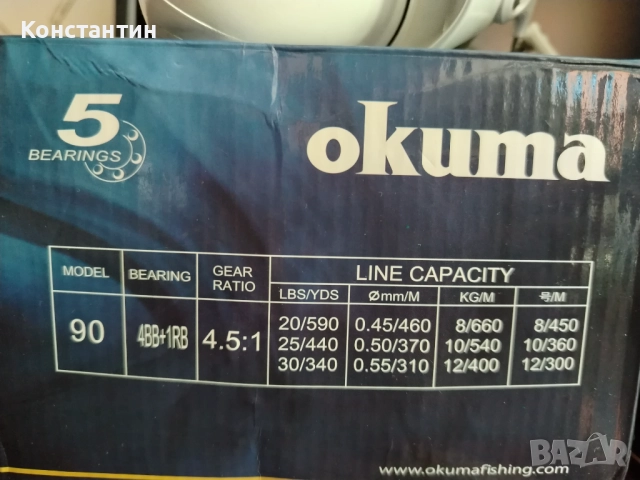 Константин
5
BEARINGS
okuma
MODEL BEARING GEAR RATIO LINE CAPACITY
LBS/YDS Ømm/M KG/M 号/M
90 4BB+1RB 4.5:1
20/590 0.45/460 8/660 8/450
25/440 0.50/370 10/540 10/360
30/340 0.55/310 12/400 12/300
www.okumafishing.com
BAZAR